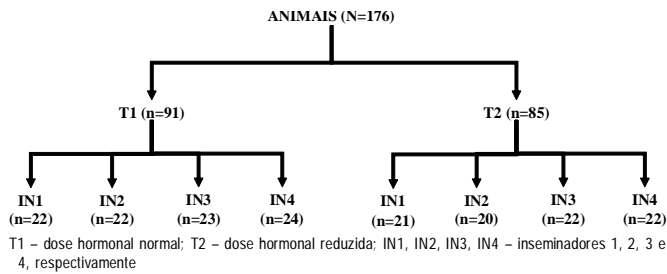 ANIMAIS (N=176)
T1 (n=91) T2 (n=85)
IN1 IN2 IN3 IN4 IN1 IN2 IN3 IN4
(n=22) (n=22) (n=23) (n=24) (n=21) (n=20) (n=22) (n=22)
T1 – dose hormonal normal; T2 – dose hormonal reduzida; IN1, IN2, IN3, IN4 – inseminadores 1, 2, 3 e
4, respectivamente